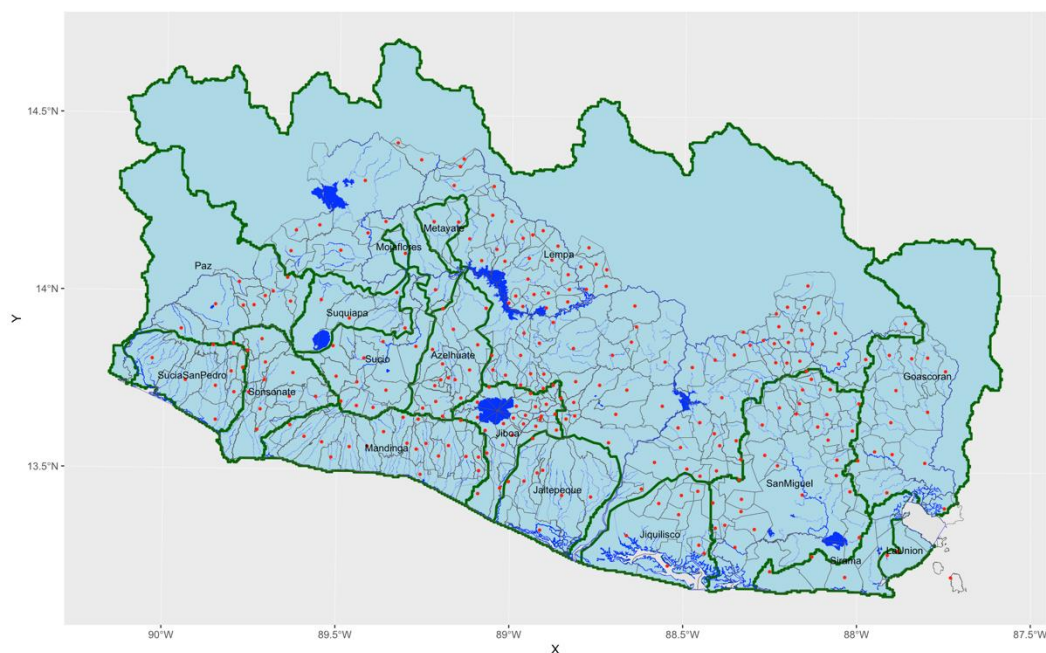 14.5°N
14°N
13.5°N
Y
Metayate
Mojaflores
Lempa
Paz
Suquiapa
Sucio
Azelhuate
SuciaSanPedro
Sonsonate
Goascoran
Jiboa
Mandinga
Jaltepeque
SanMiguel
Jiquilisco
LaUnion
Sirama
90°W
89.5°W
89°W
88.5°W
88°W
87.5°W
X